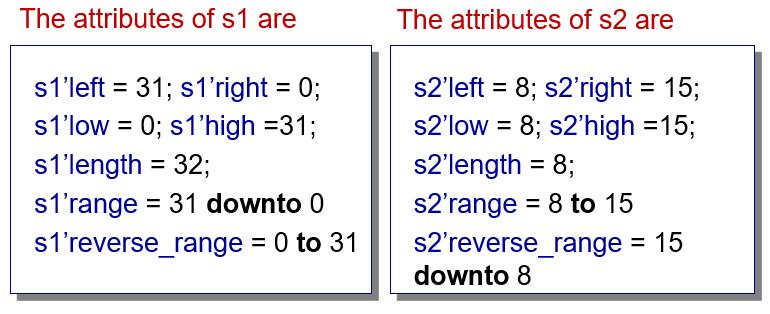 The attributes of s1 are
s1’left = 31; s1’right = 0;
s1’low = 0; s1’high =31;
s1’length = 32;
s1’range = 31 downto 0
s1’reverse_range = 0 to 31
The attributes of s2 are
s2’left = 8; s2’right = 15;
s2’low = 8; s2’high =15;
s2’length = 8;
s2’range = 8 to 15
s2’reverse_range = 15
downto 8